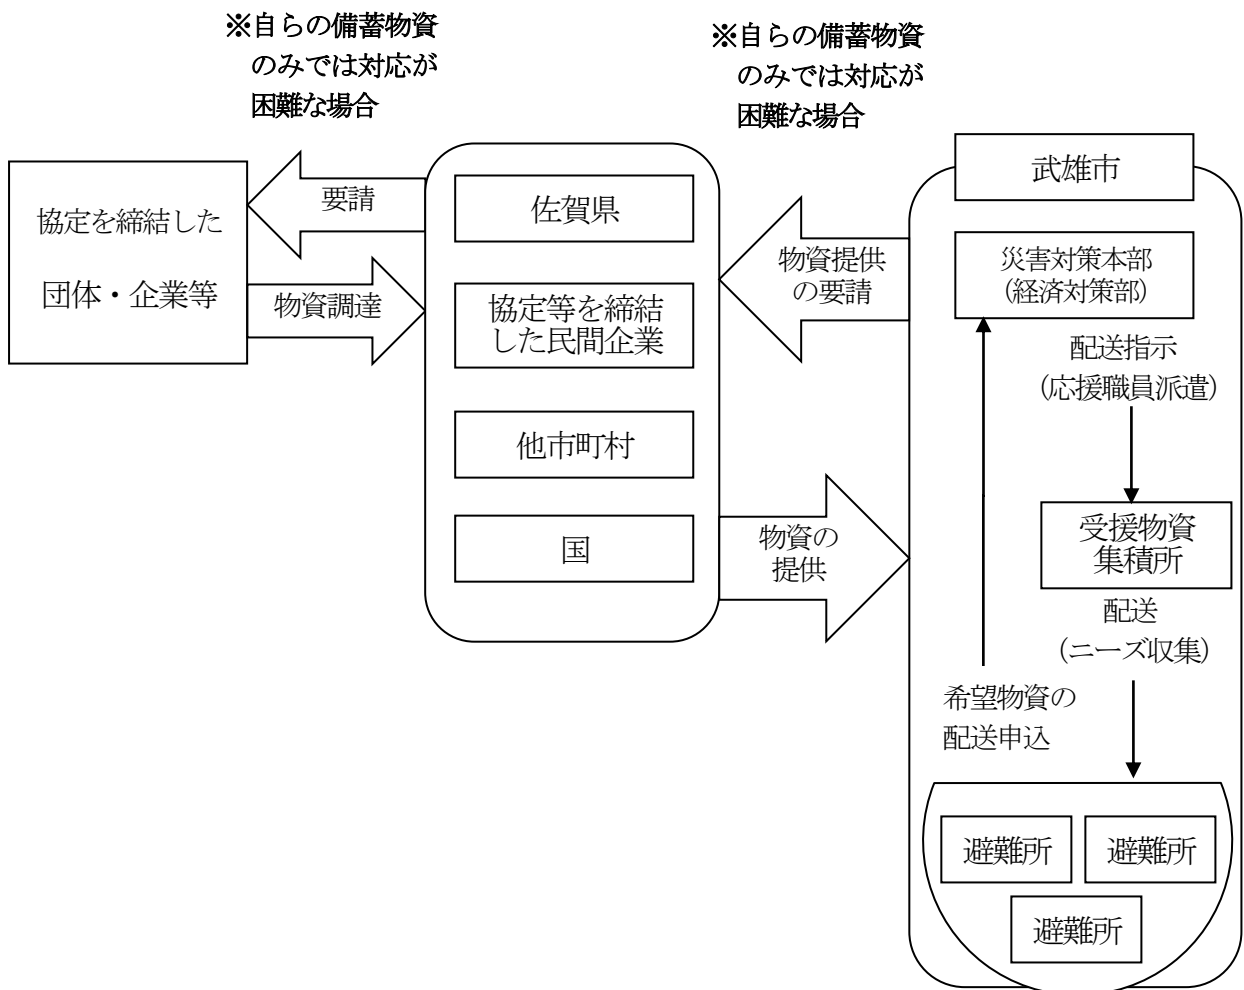 ※自らの備蓄物資
のみでは対応が
困難な場合
※自らの備蓄物資
のみでは対応が
困難な場合
協定を締結した
団体・企業等
要請
物資調達
佐賀県
協定等を締結
した民間企業
他市町村
国
物資提供
の要請
物資の
提供
武雄市
災害対策本部
(経済対策部)
配送指示
(応援職員派遣)
受援物資
集積所
配送
(ニーズ収集)
希望物資の
配送申込
避難所
避難所
避難所